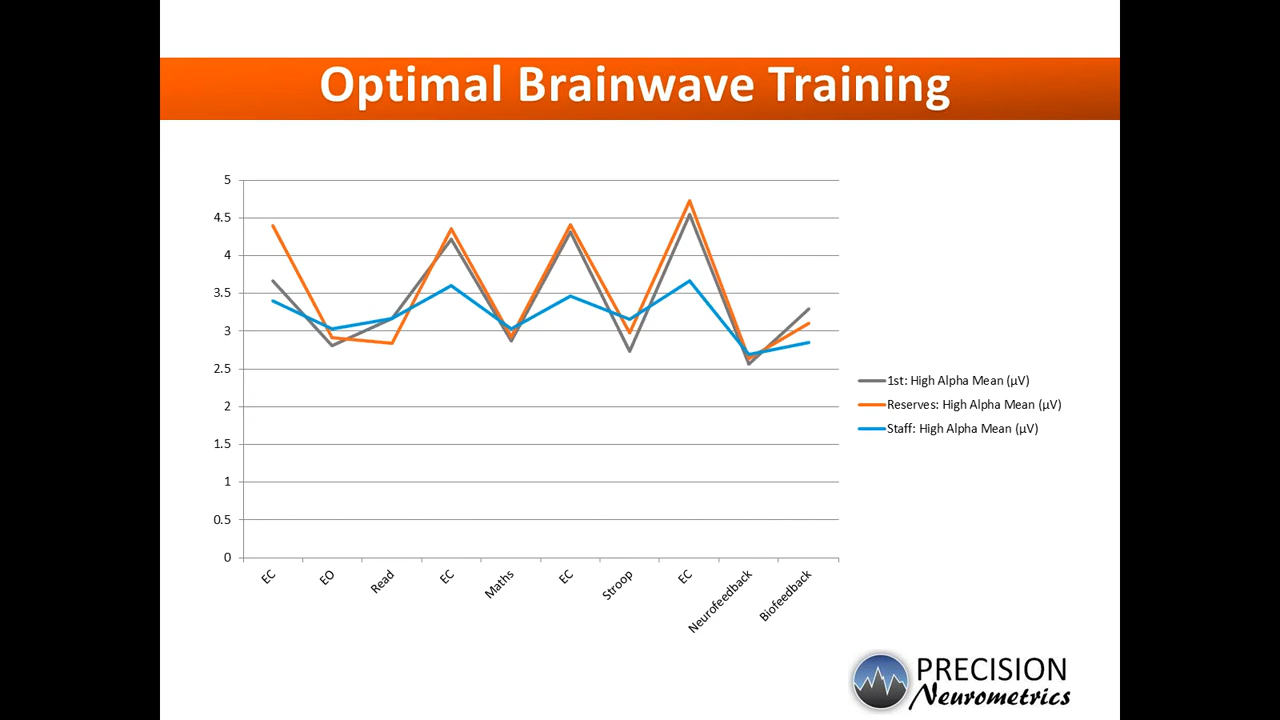 Optimal Brainwave Training
5
4.5
4
3.5
3
2.5
2
1.5
1
0.5
0
EC
EO
Read
EC
Maths
EC
Stroop
EC
Neurofeedback
Biofeedback
1st: High Alpha Mean (µV)
Reserves: High Alpha Mean (µV)
Staff: High Alpha Mean (µV)
PRECISION
Neurometrics